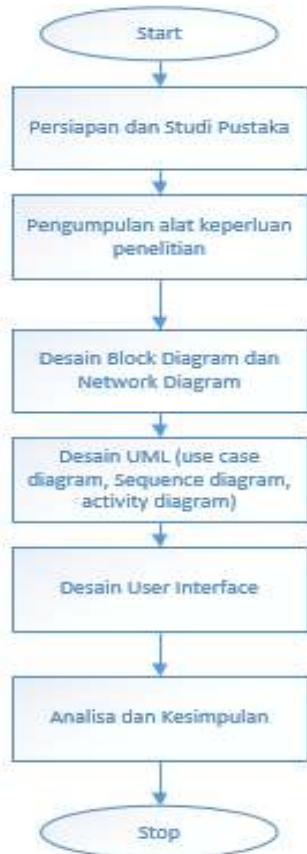 Start
Persiapan dan Studi Pustaka
Pengumpulan alat keperluan
penelitian
Desain Block Diagram dan
Network Diagram
Desain UML (use case
diagram, Sequence diagram,
activity diagram)
Desain User Interface
Analisa dan Kesimpulan
Stop